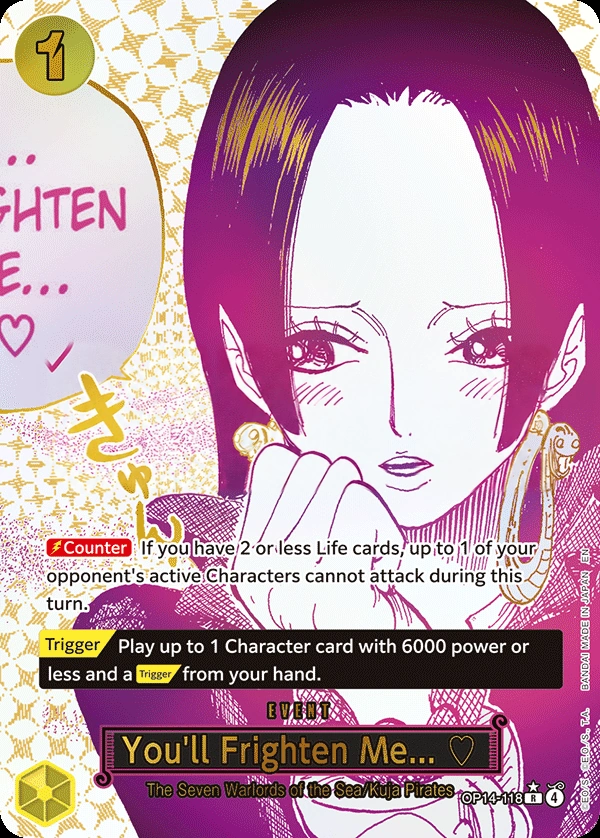 1
...
GHTEN
E...
♡
きゅん
Counter If you have 2 or less Life cards, up to 1 of your
opponent's active Characters cannot attack during this
turn.
Trigger Play up to 1 Character card with 6000 power or
less and a Trigger from your hand.
EVENT
You'll Frighten Me... ♡
The Seven Warlords of the Sea/Kuja Pirates
OP14-118 R 4
©E.O/S. ©E.O./S., T.A. BANDAI MADE IN JAPAN EN